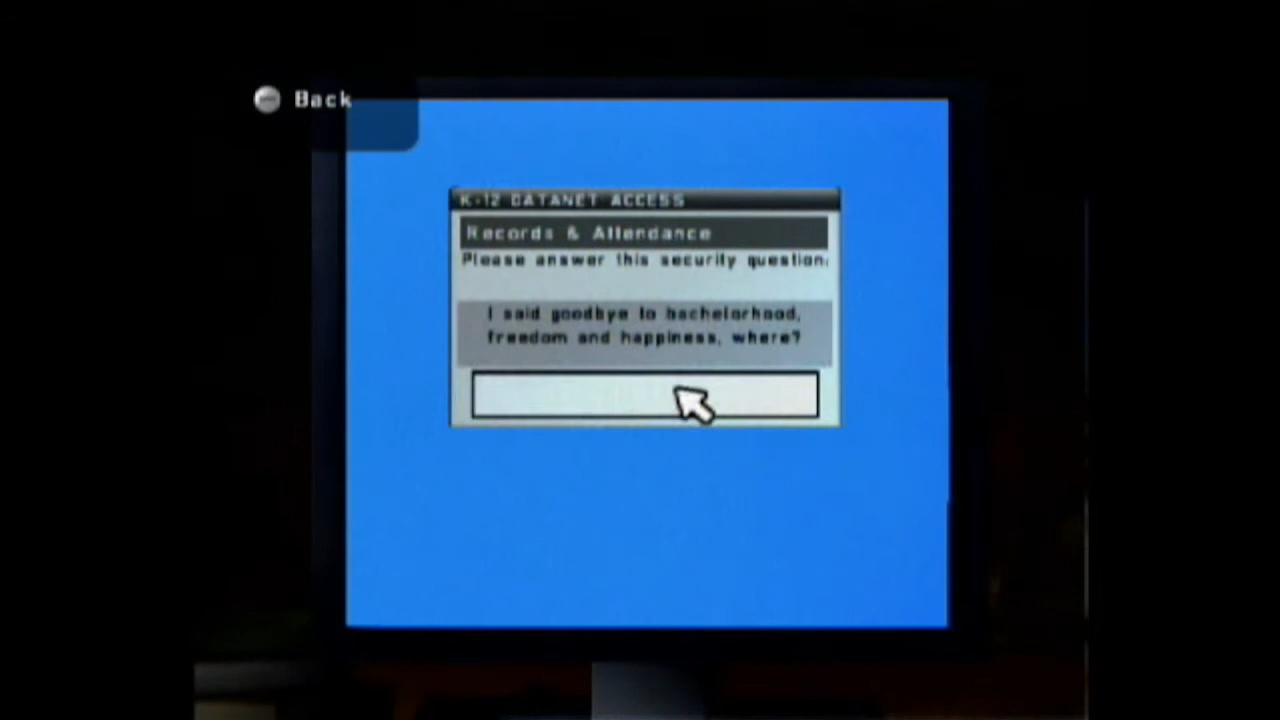 Back
K-12 DATANET ACCESS
Records & Attendance
Please answer this security question:
I said goodbye to bachelorhood,
freedom and happiness, where?